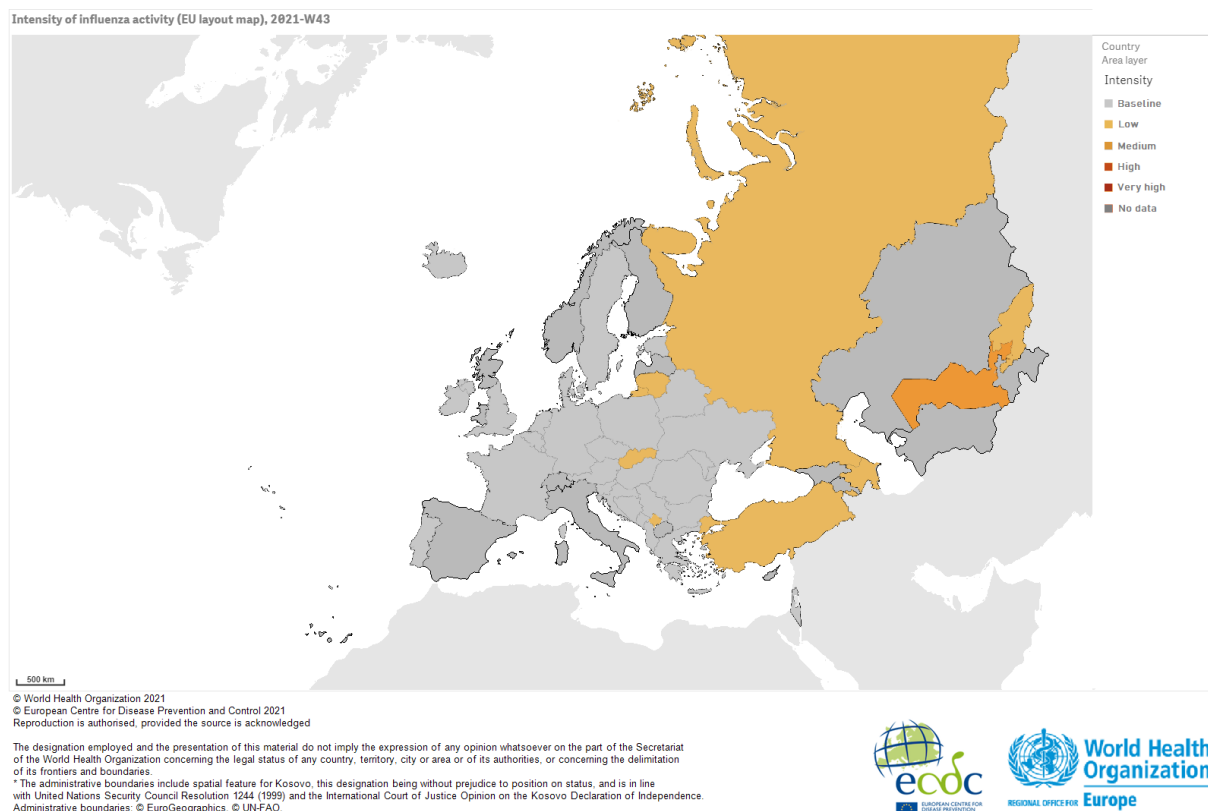 Intensity of influenza activity (EU layout map), 2021-W43
Country
Area layer
Intensity
Baseline
Low
Medium
High
Very high
No data
500 km
© World Health Organization 2021
© European Centre for Disease Prevention and Control 2021
Reproduction is authorised, provided the source is acknowledged
The designation employed and the presentation of this material do not imply the expression of any opinion whatsoever on the part of the Secretariat
of the World Health Organization concerning the legal status of any country, territory, city or area or of its authorities, or concerning the delimitation
of its frontiers and boundaries.
* The administrative boundaries include spatial feature for Kosovo, this designation being without prejudice to position on status, and is in line
with United Nations Security Council Resolution 1244 (1999) and the International Court of Justice Opinion on the Kosovo Declaration of Independence.
Administrative boundaries: © EuroGeographics, © UN-FAO.
ecdc
EUROPEAN CENTRE FOR
DISEASE PREVENTION
World Health
Organization
REGIONAL OFFICE FOR Europe